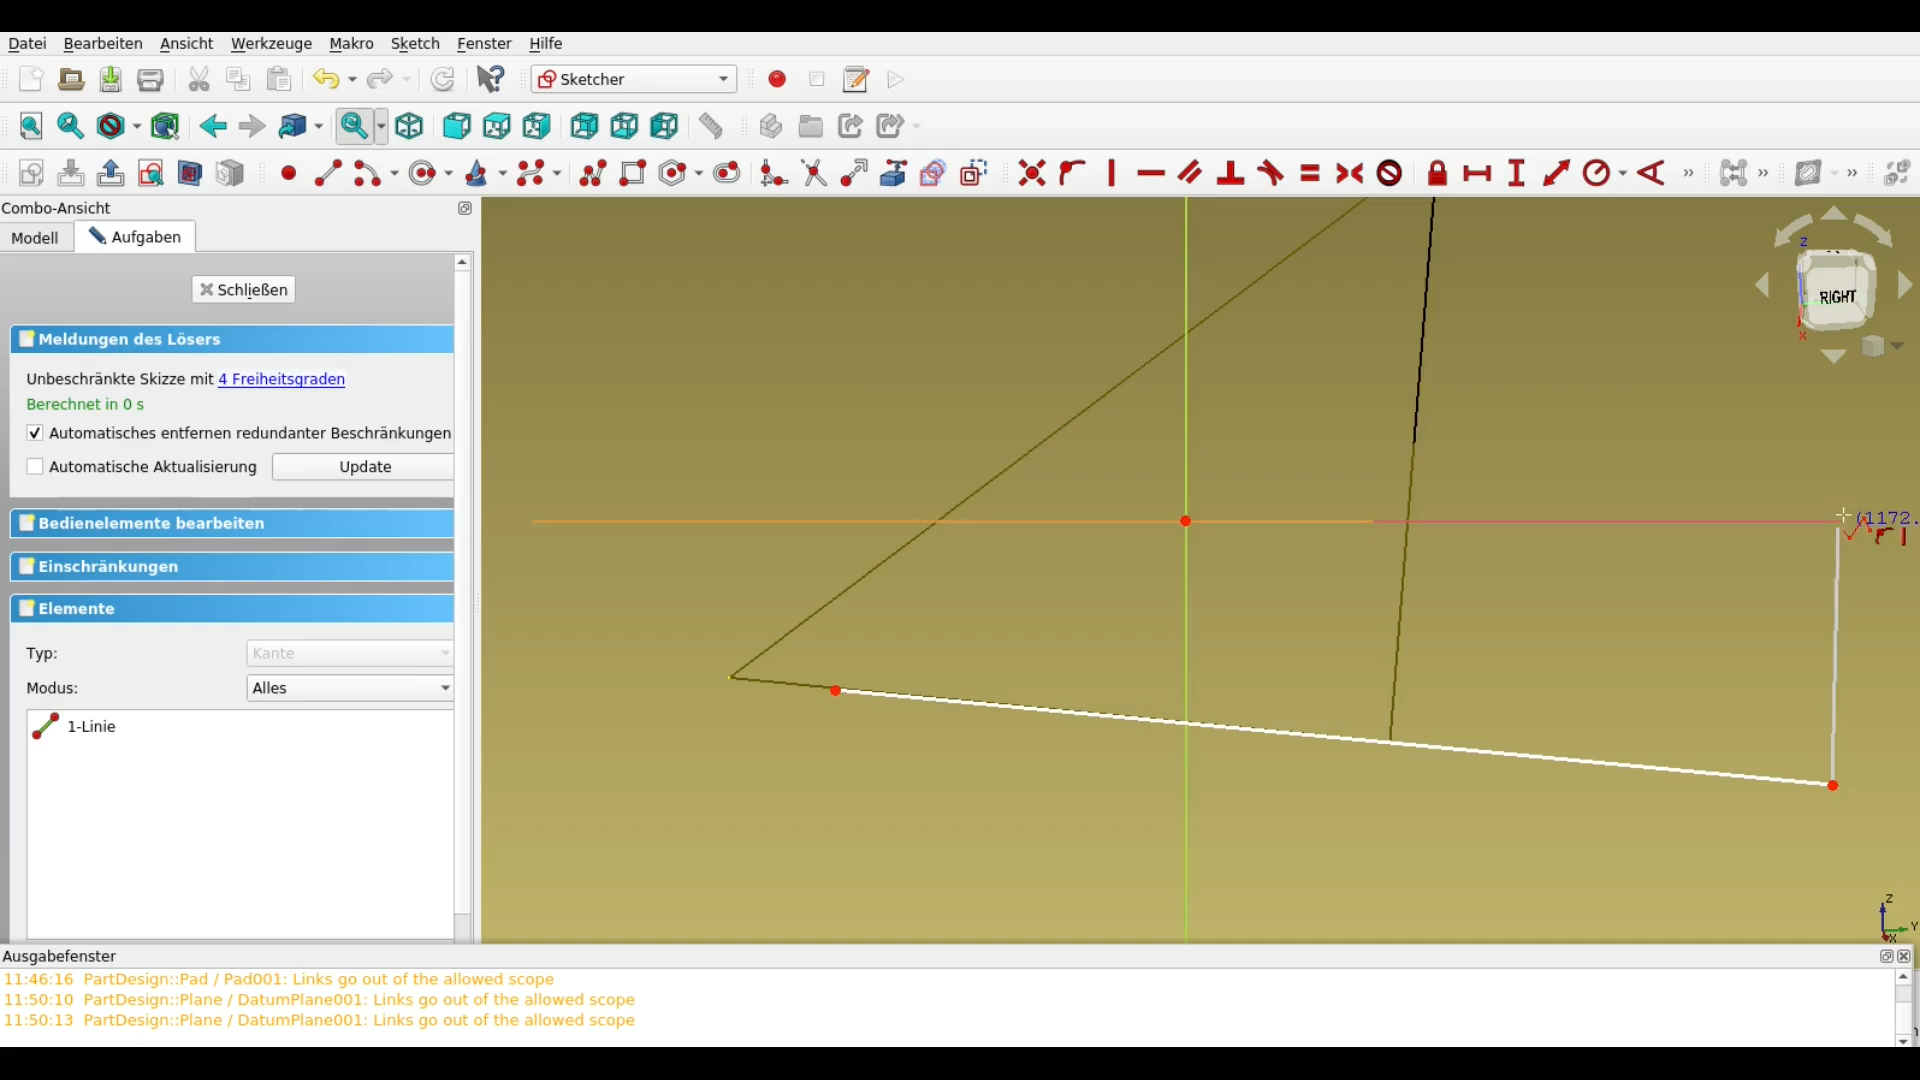 Datei Bearbeiten Ansicht Werkzeuge Makro Sketch Fenster Hilfe
Sketcher
Combo-Ansicht
Modell Aufgaben
Schließen
Meldungen des Lösers
Unbeschränkte Skizze mit 4 Freiheitsgraden
Berechnet in 0 s
Automatisches entfernen redundanter Beschränkungen
Automatische Aktualisierung Update
Bedienelemente bearbeiten
Einschränkungen
Elemente
Typ: Kante
Modus: Alles
1-Linie
Z
RIGHT
X
(1172.
Z
Y
X
Ausgabefenster
11:46:16 PartDesign::Pad / Pad001: Links go out of the allowed scope
11:50:10 PartDesign::Plane / DatumPlane001: Links go out of the allowed scope
11:50:13 PartDesign::Plane / DatumPlane001: Links go out of the allowed scope